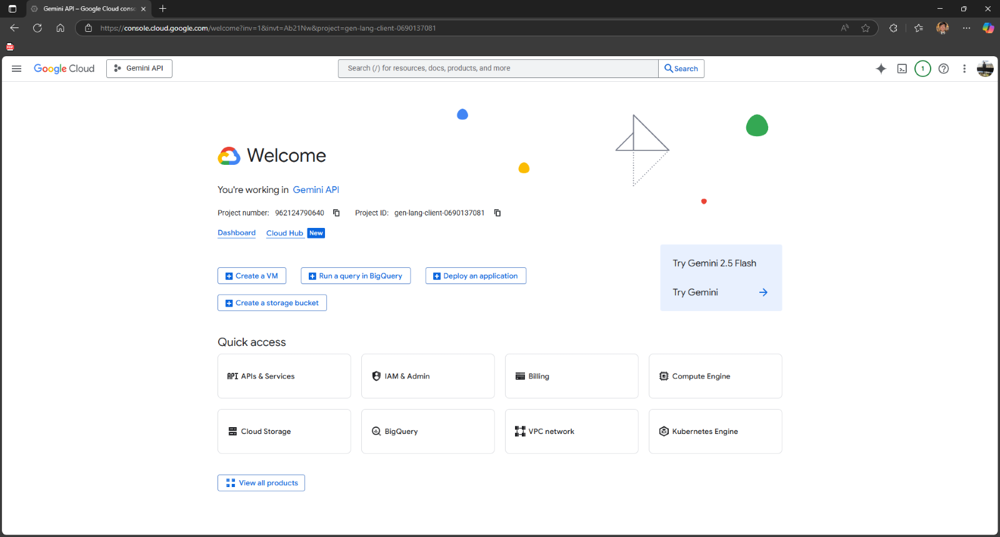 Gemini API – Google Cloud conso
https://console.cloud.google.com/welcome?inv=1&invt=Ab21Nw&project=gen-lang-client-0690137081
Google Cloud
Gemini API
Search (/) for resources, docs, products, and more
Search
1
Welcome
You're working in Gemini API
Project number: 962124790640 Project ID: gen-lang-client-0690137081
Dashboard Cloud Hub New
Create a VM
Run a query in BigQuery
Deploy an application
Create a storage bucket
Try Gemini 2.5 Flash
Try Gemini
Quick access
API APIs & Services
IAM & Admin
Billing
Compute Engine
Cloud Storage
BigQuery
VPC network
Kubernetes Engine
View all products